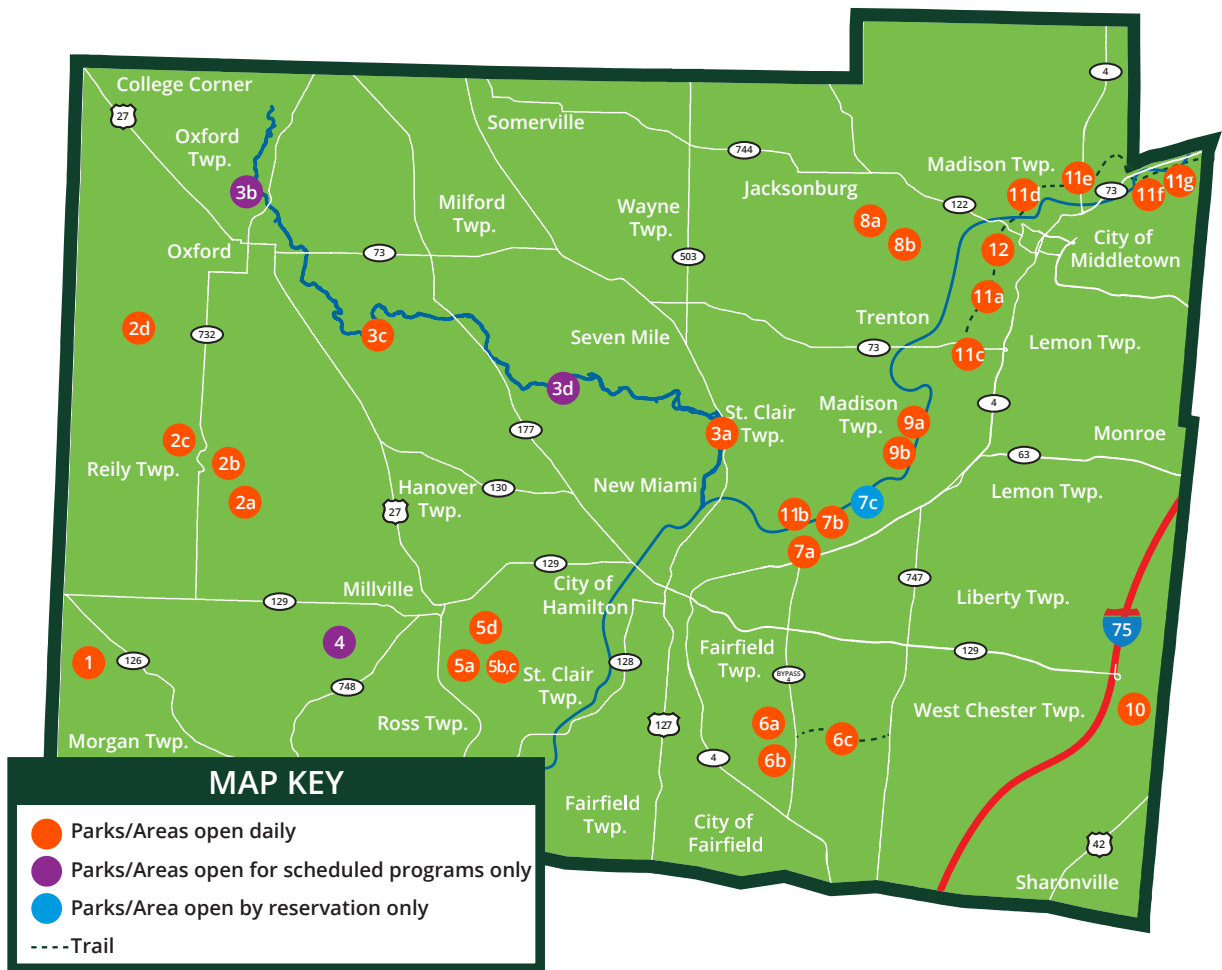 College Corner
27
Oxford
Twp.
3b
Oxford
73
Milford
Twp.
Somerville
744
Jacksonburg
Wayne
Twp.
503
8a
8b
122
Madison Twp.
4
11d
11e
73
11f
11g
12
City of
Middletown
11a
Trenton
73
11c
Lemon Twp.
2d
732
3c
Seven Mile
3d
177
St. Clair
Twp.
3a
Madison
Twp.
9a
9b
4
Monroe
63
Lemon Twp.
2c
Reily Twp.
2b
2a
Hanover
Twp.
130
27
New Miami
11b
7b
7c
7a
747
129
Millville
129
City of
Hamilton
Liberty Twp.
75
1
126
4
748
5d
5a
5b,c
St. Clair
Twp.
128
Fairfield
Twp.
BYPASS
4
129
West Chester Twp.
10
Morgan Twp.
Ross Twp.
127
6a
6b
6c
4
Fairfield
Twp.
City of
Fairfield
42
Sharonville
MAP KEY
Parks/Areas open daily
Parks/Areas open for scheduled programs only
Parks/Area open by reservation only
Trail